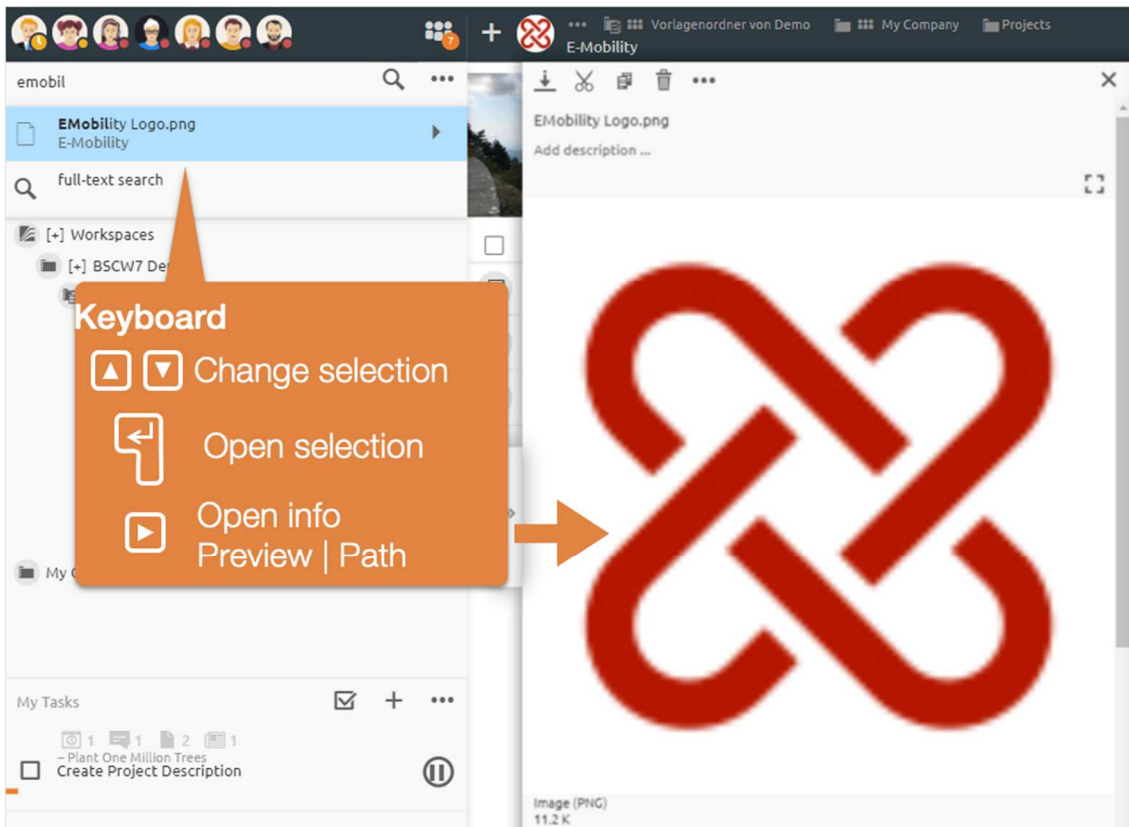 7
Vorlagenordner von Demo
My Company
Projects
E-Mobility
emobil
EMobility Logo.png
E-Mobility
full-text search
[+] Workspaces
[+] BSCW7
My
Keyboard
Change selection
Open selection
Open info
Preview | Path
My Tasks
1 1 2 1
– Plant One Million Trees
Create Project Description
EMobility Logo.png
Add description ...
Image (PNG)
11.2 K